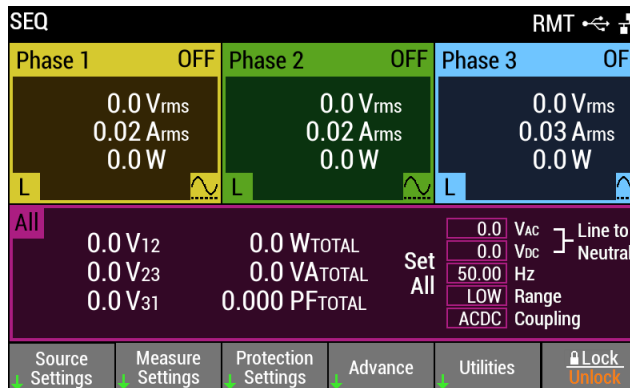 SEQ RMT
Phase 1 OFF Phase 2 OFF Phase 3 OF
0.0 Vrms 0.0 Vrms 0.0 Vrms
0.02 Arms 0.02 Arms 0.03 Arms
0.0 W 0.0 W 0.0 W
L L L
All
0.0 V12 0.0 WTOTAL
0.0 V23 0.0 VATOTAL
0.0 V31 0.000 PFTOTAL
Set
All
0.0 VAC
0.0 VDC
Line to
Neutral
50.00 Hz
LOW Range
ACDC Coupling
Source
Settings
Measure
Settings
Protection
Settings
Advance
Utilities
Lock
Unlock